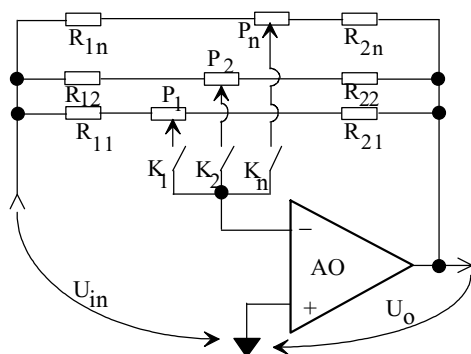 R1n Pn R2n
R12 P2 R22
R11 P1 R21
K1 K2 Kn
− AO
+
Uin Uo